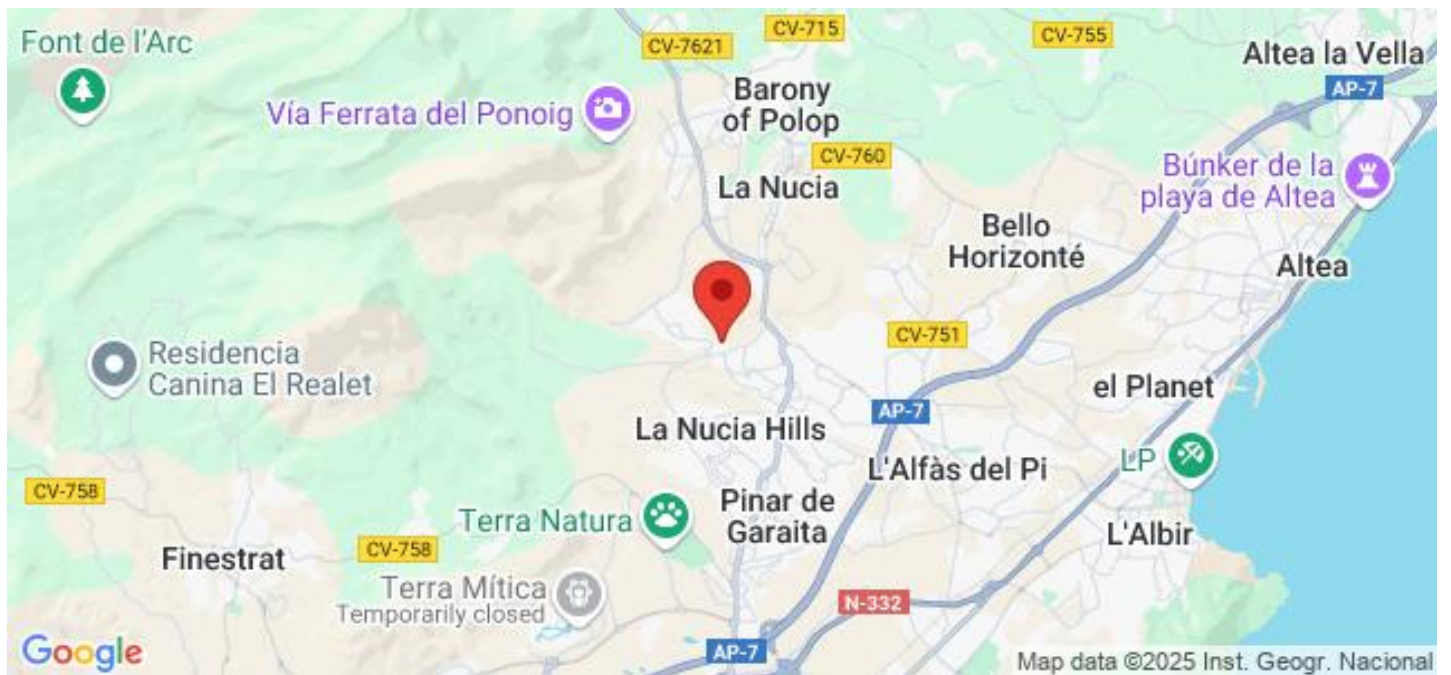 Font de l'Arc
CV-7621
CV-715
CV-755
Altea la Vella
AP-7
Vía Ferrata del Ponoig
Barony
of Polop
CV-760
La Nucia
Búnker de la
playa de Altea
Bello
Horizonté
Altea
Residencia
Canina El Realet
CV-751
el Planet
AP-7
La Nucia Hills
L'Alfàs del Pi
LP
CV-758
Terra Natura
Pinar de
Garaita
L'Albir
Finestrat
CV-758
Terra Mítica
Temporarily closed
N-332
AP-7
Google
Map data ©2025 Inst. Geogr. Nacional